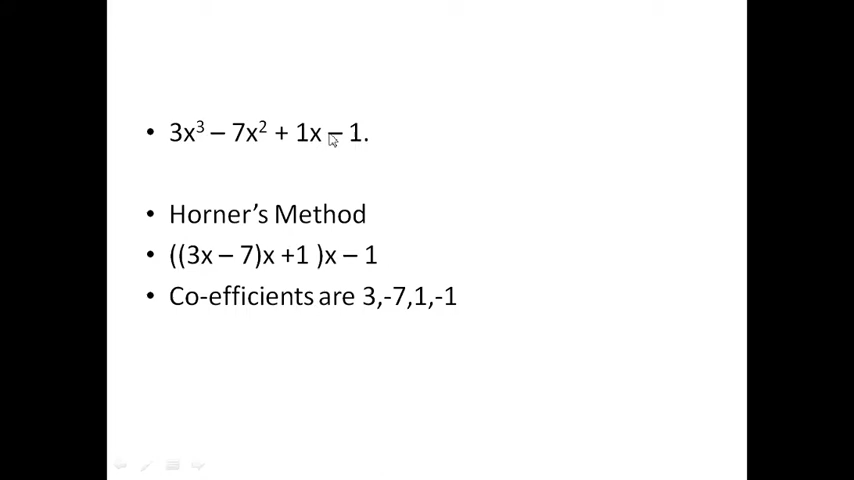 • 3x³ – 7x² + 1x – 1.
• Horner’s Method
• ((3x – 7)x +1 )x – 1
• Co-efficients are 3,-7,1,-1